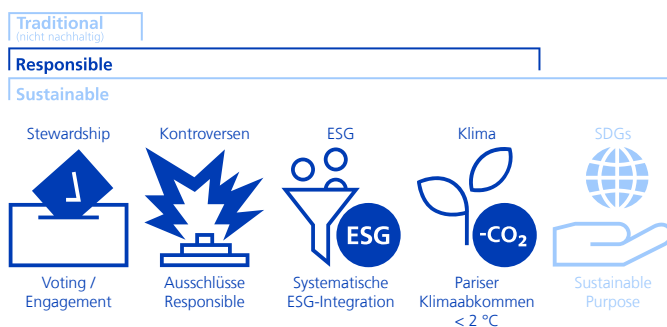 Traditional
(nicht nachhaltig)
Responsible
Sustainable
Stewardship
Kontroversen
ESG
Klima
SDGs
ESG
-CO₂
Voting /
Engagement
Ausschlüsse
Responsible
Systematische
ESG-Integration
Pariser
Klimaabkommen
< 2 °C
Sustainable
Purpose